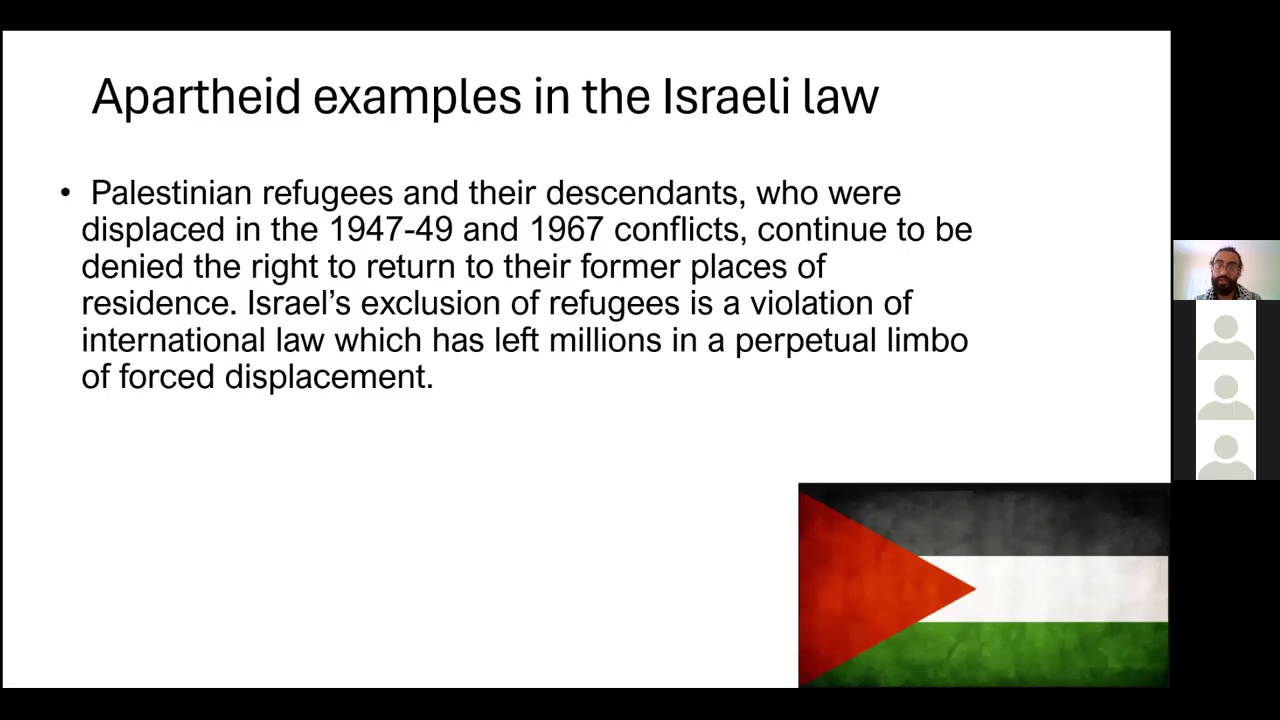 Apartheid examples in the Israeli law
• Palestinian refugees and their descendants, who were
displaced in the 1947-49 and 1967 conflicts, continue to be
denied the right to return to their former places of
residence. Israel’s exclusion of refugees is a violation of
international law which has left millions in a perpetual limbo
of forced displacement.